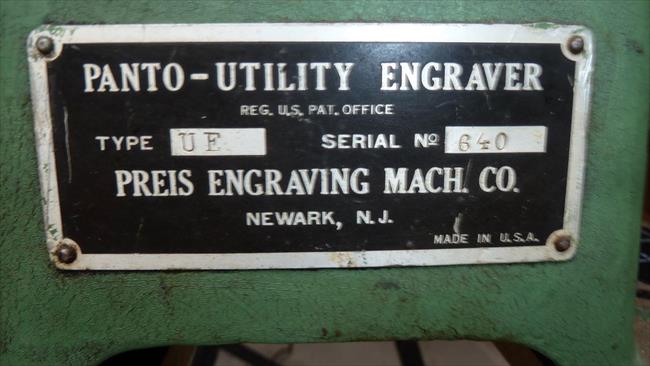 PANTO-UTILITY ENGRAVER
REG. U.S. PAT. OFFICE
TYPE UE SERIAL Nº 640
PREIS ENGRAVING MACH. CO.
NEWARK, N.J.
MADE IN U.S.A.